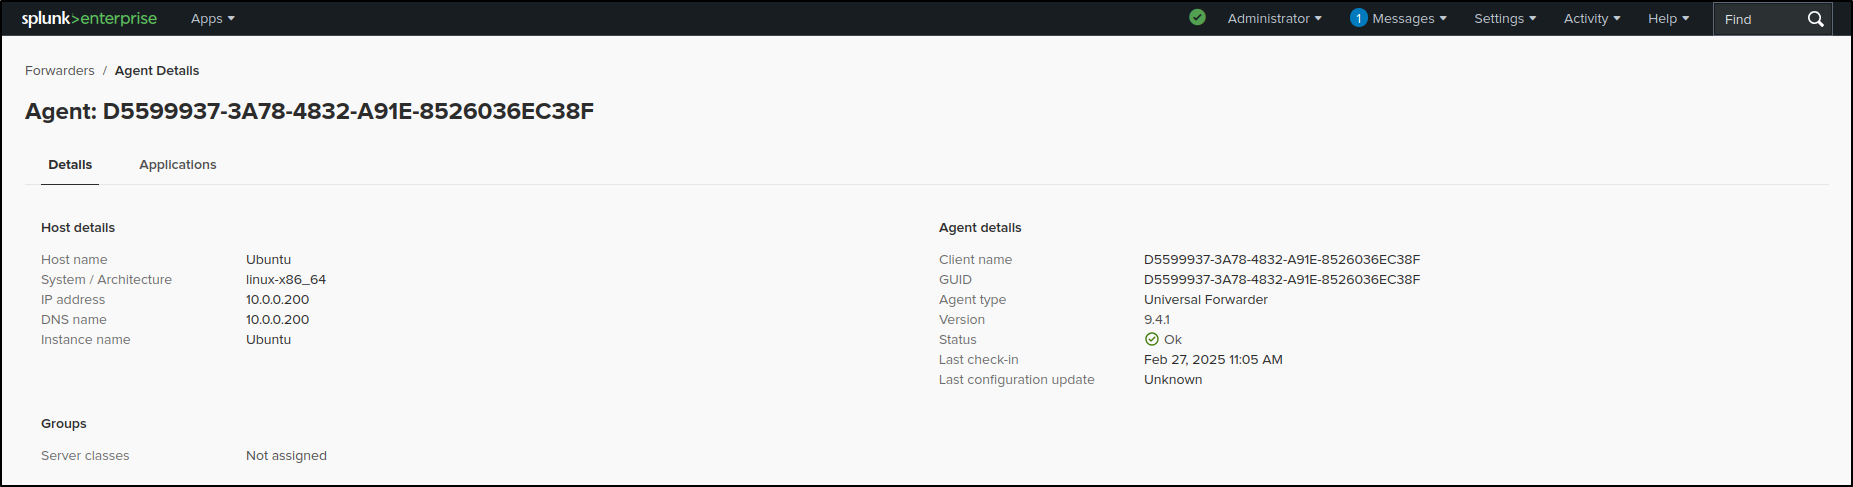 splunk>enterprise Apps Administrator 1 Messages Settings Activity Help Find
Forwarders / Agent Details
Agent: D5599937-3A78-4832-A91E-8526036EC38F
Details Applications
Host details
Host name Ubuntu
System / Architecture linux-x86_64
IP address 10.0.0.200
DNS name 10.0.0.200
Instance name Ubuntu
Agent details
Client name D5599937-3A78-4832-A91E-8526036EC38F
GUID D5599937-3A78-4832-A91E-8526036EC38F
Agent type Universal Forwarder
Version 9.4.1
Status Ok
Last check-in Feb 27, 2025 11:05 AM
Last configuration update Unknown
Groups
Server classes Not assigned